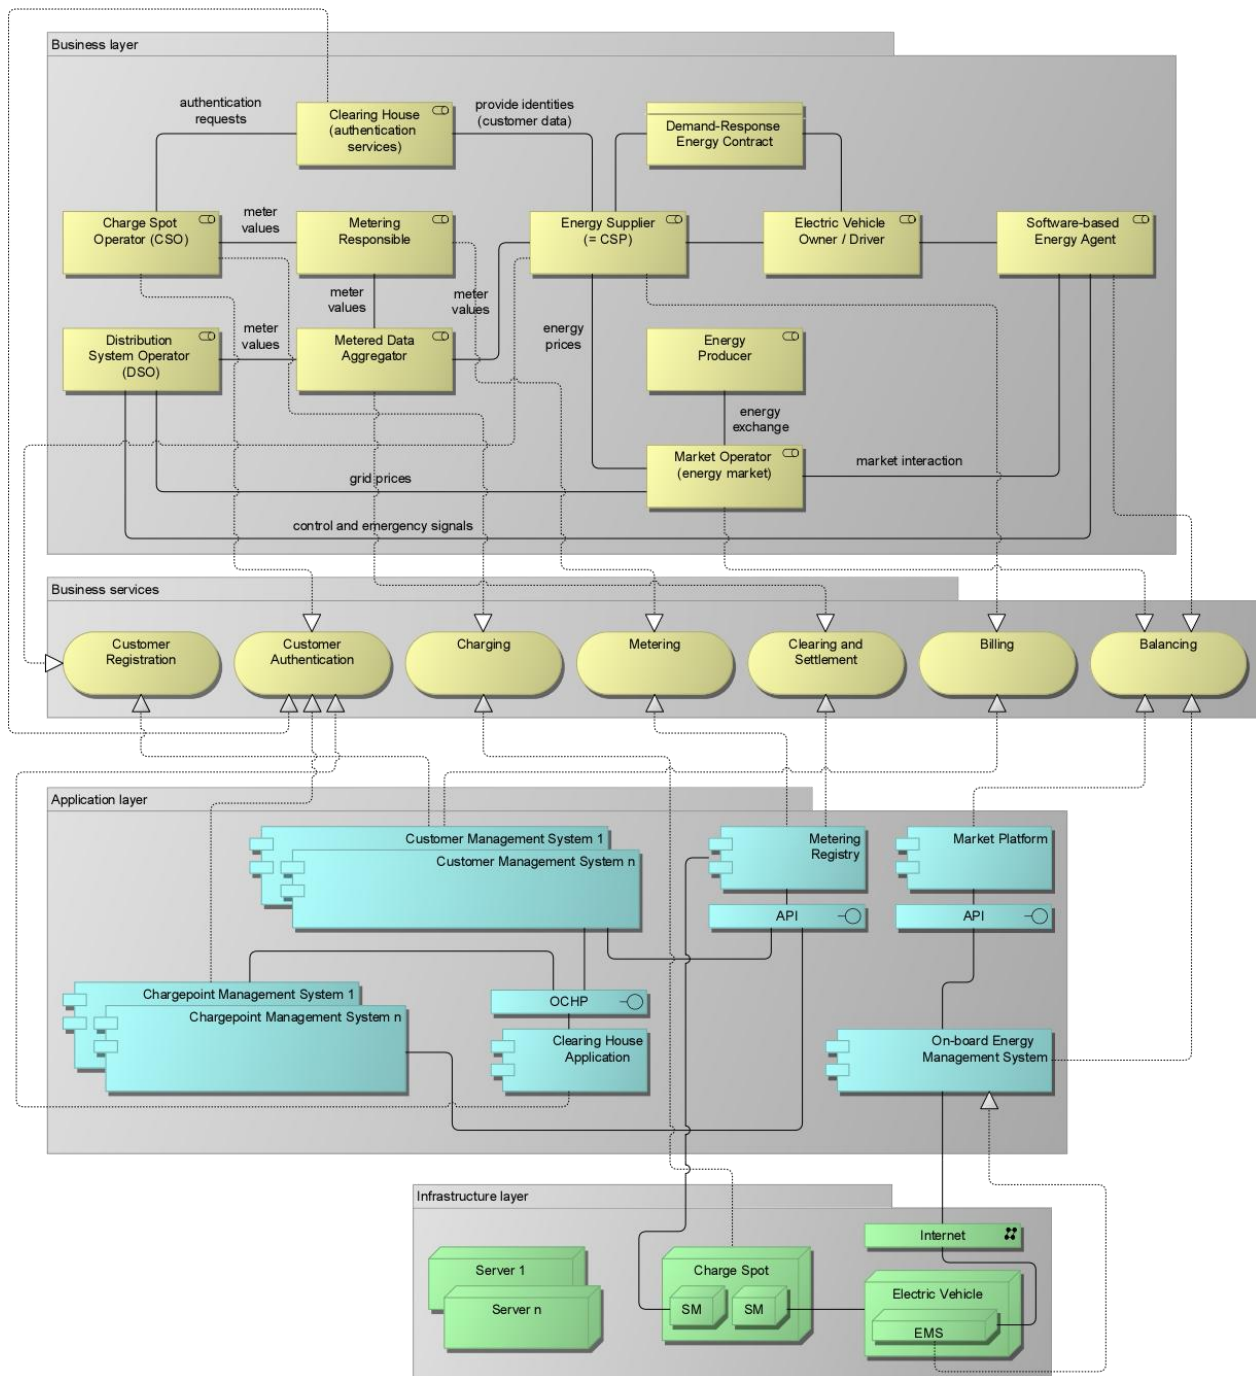 Business layer
authentication
requests
Clearing House
(authentication
services)
provide identities
(customer data)
Demand-Response
Energy Contract
Charge Spot
Operator (CSO)
meter
values
Metering
Responsible
Energy Supplier
(= CSP)
Electric Vehicle
Owner / Driver
Software-based
Energy Agent
meter
values
meter
values
Distribution
System Operator
(DSO)
meter
values
Metered Data
Aggregator
energy
prices
Energy
Producer
energy
exchange
Market Operator
(energy market)
market interaction
grid prices
control and emergency signals
Business services
Customer
Registration
Customer
Authentication
Charging
Metering
Clearing and
Settlement
Billing
Balancing
Application layer
Customer Management System 1
Customer Management System n
Metering
Registry
Market Platform
API
API
Chargepoint Management System 1
Chargepoint Management System n
OCHP
Clearing House
Application
On-board Energy
Management System
Infrastructure layer
Server 1
Server n
Charge Spot
SM
SM
Internet
Electric Vehicle
EMS